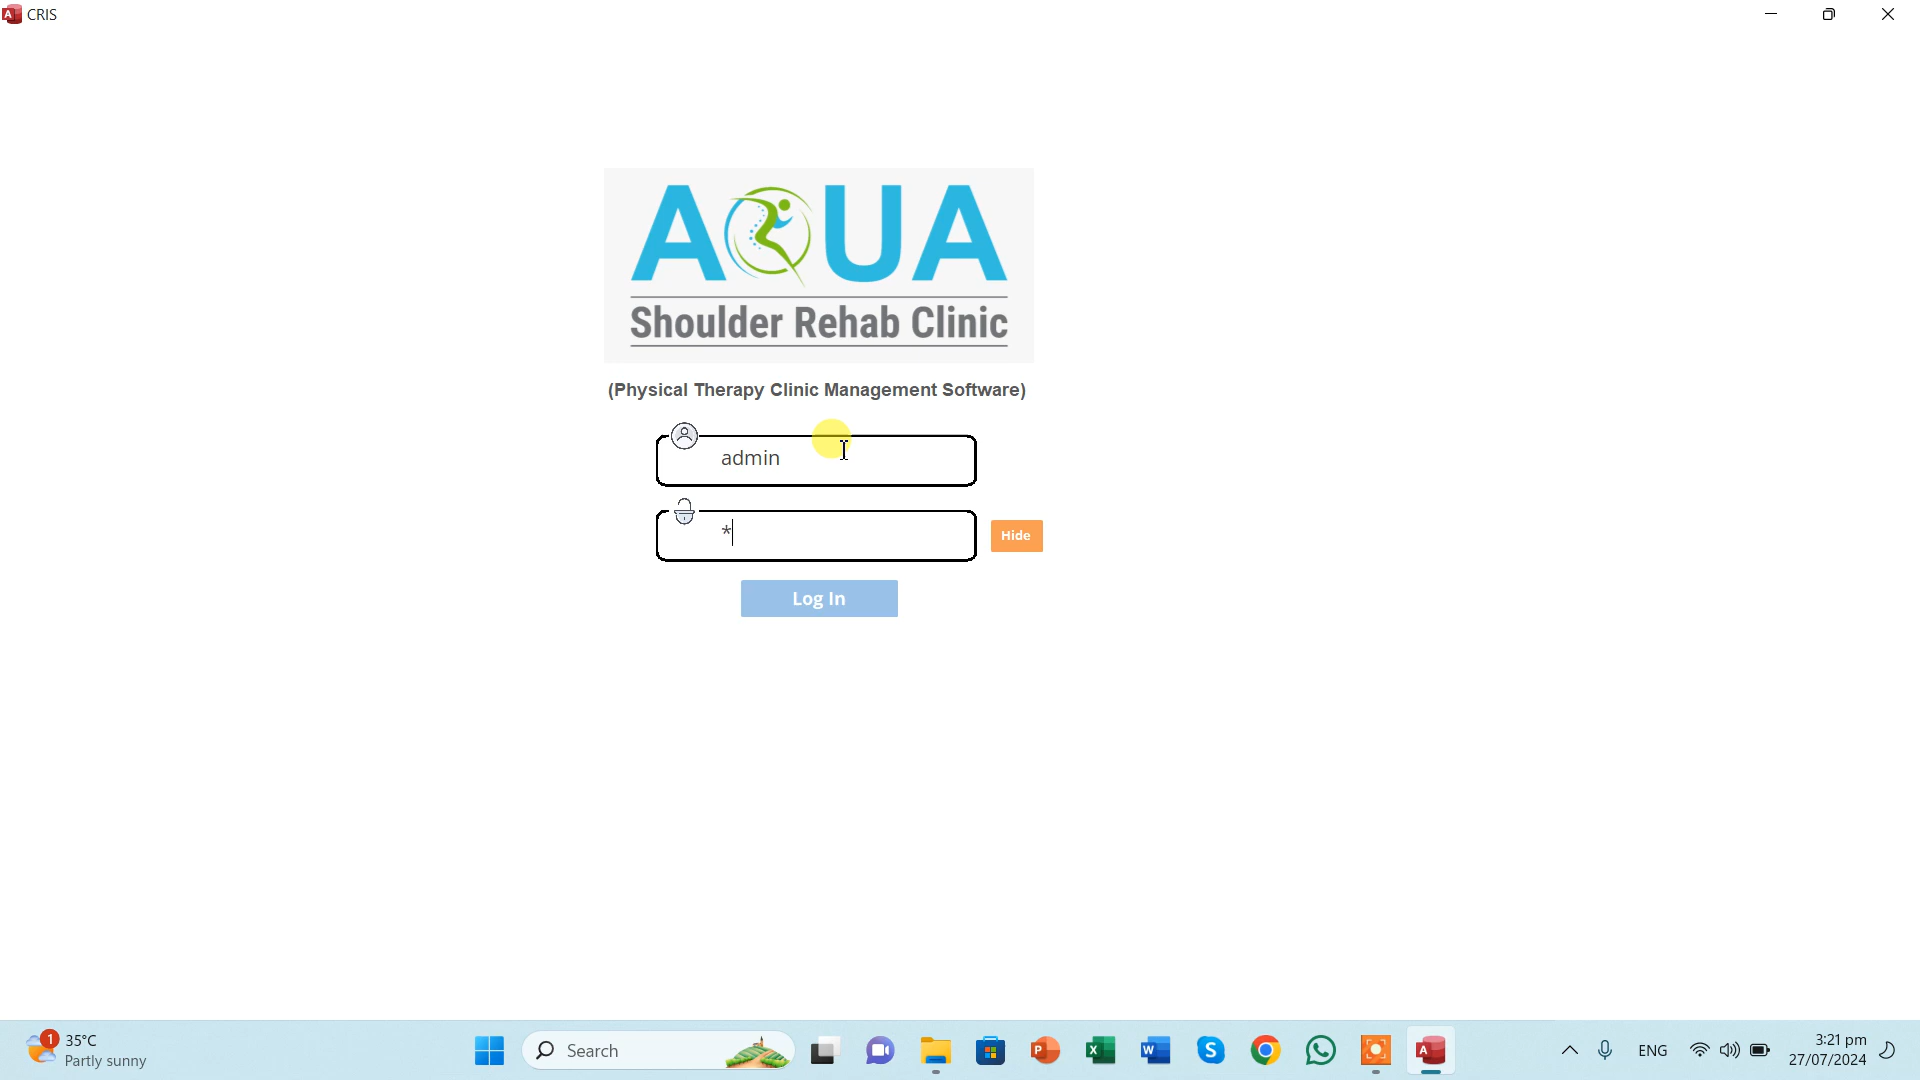 CRIS
AQUA
Shoulder Rehab Clinic
(Physical Therapy Clinic Management Software)
admin
*
Hide
Log In
1
35°C
Partly sunny
Search
ENG
3:21 pm
27/07/2024